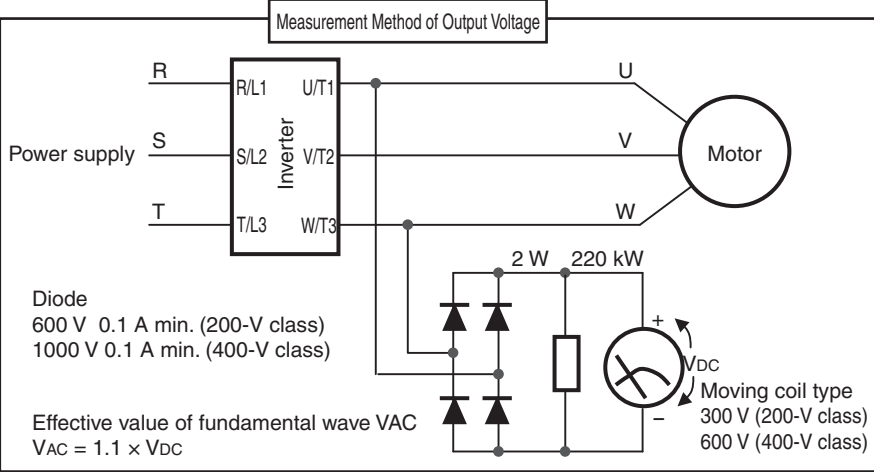 Measurement Method of Output Voltage
R
R/L1
U/T1
U
Power supply
S
S/L2
Inverter
V/T2
V
Motor
T
T/L3
W/T3
W
2 W 220 kW
Diode
600 V 0.1 A min. (200-V class)
1000 V 0.1 A min. (400-V class)
+
VDC
−
Moving coil type
300 V (200-V class)
600 V (400-V class)
Effective value of fundamental wave VAC
VAC = 1.1 × VDC